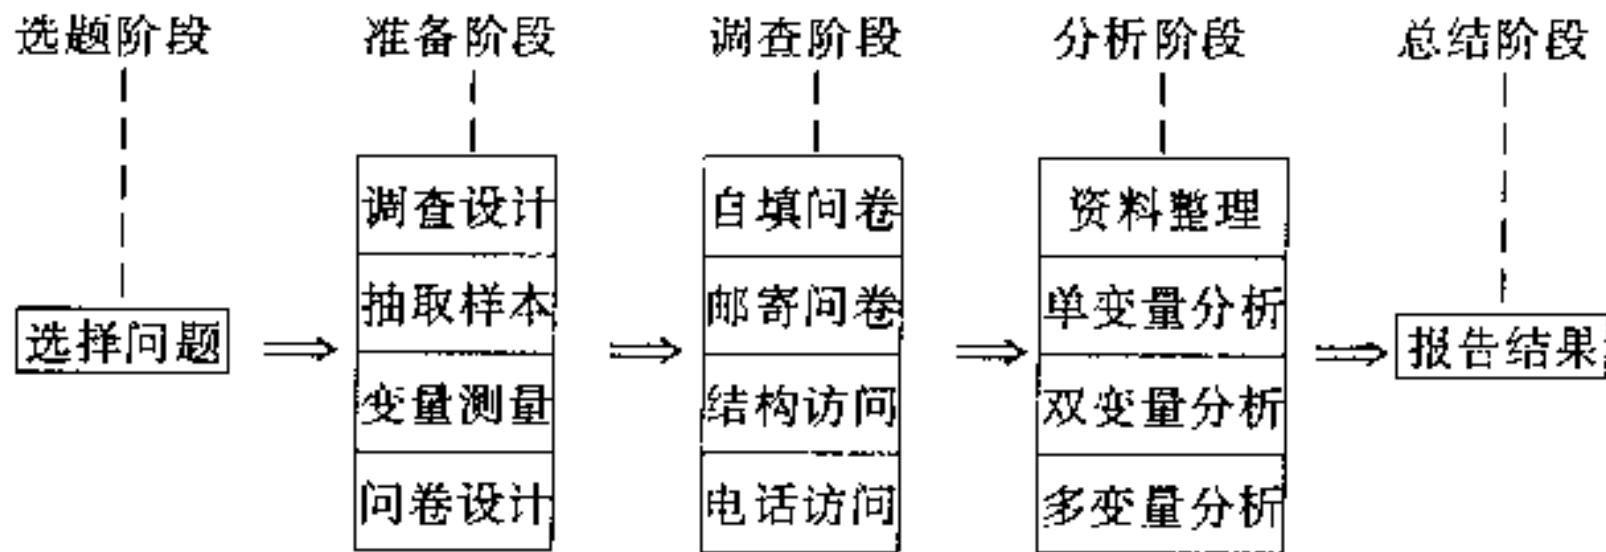 选题阶段 准备阶段 调查阶段 分析阶段 总结阶段
调查设计 自填问卷 资料整理
抽取样本 邮寄问卷 单变量分析
选择问题 ⇒ ⇒ ⇒ ⇒ 报告结果
变量测量 结构访问 双变量分析
问卷设计 电话访问 多变量分析